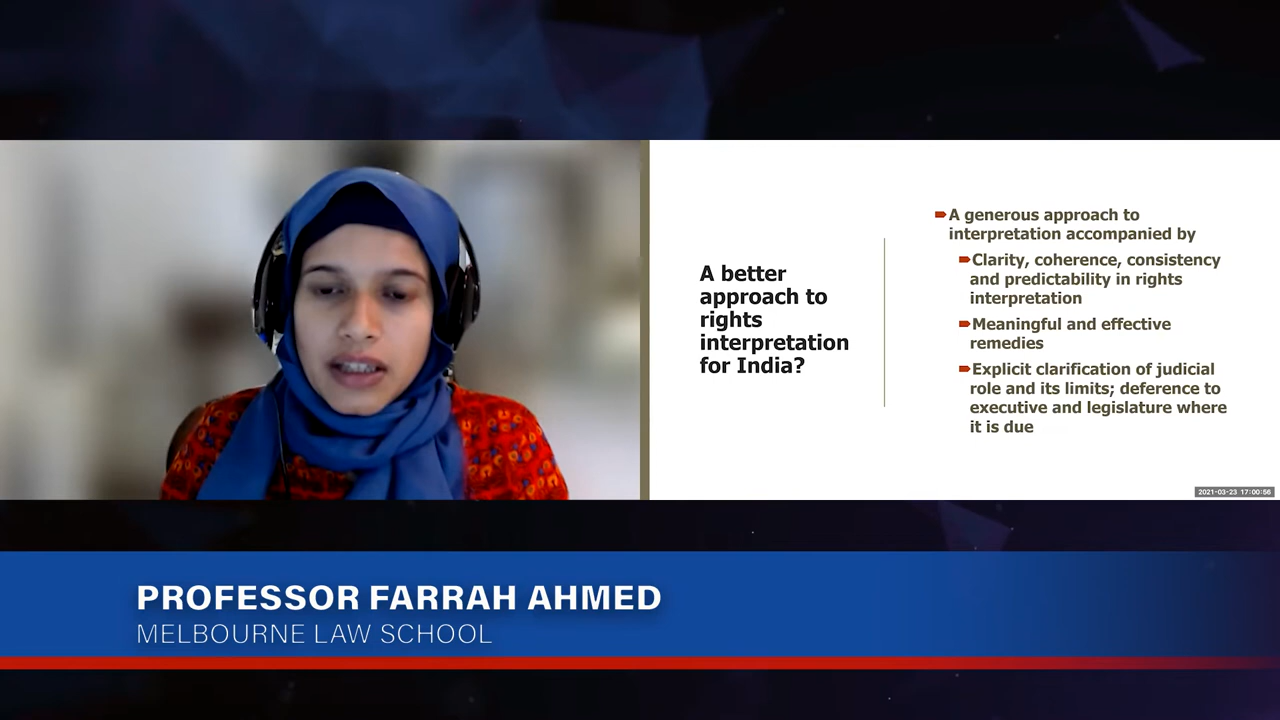 A better
approach to
rights
interpretation
for India?
A generous approach to
interpretation accompanied by
Clarity, coherence, consistency
and predictability in rights
interpretation
Meaningful and effective
remedies
Explicit clarification of judicial
role and its limits; deference to
executive and legislature where
it is due
2021-03-23 17:00:56
PROFESSOR FARRAH AHMED
MELBOURNE LAW SCHOOL